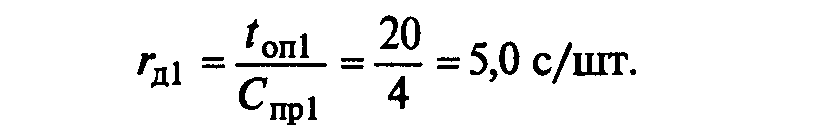 r_д1 = t_оп1 / C_пр1 = 20 / 4 = 5,0 с/шт.